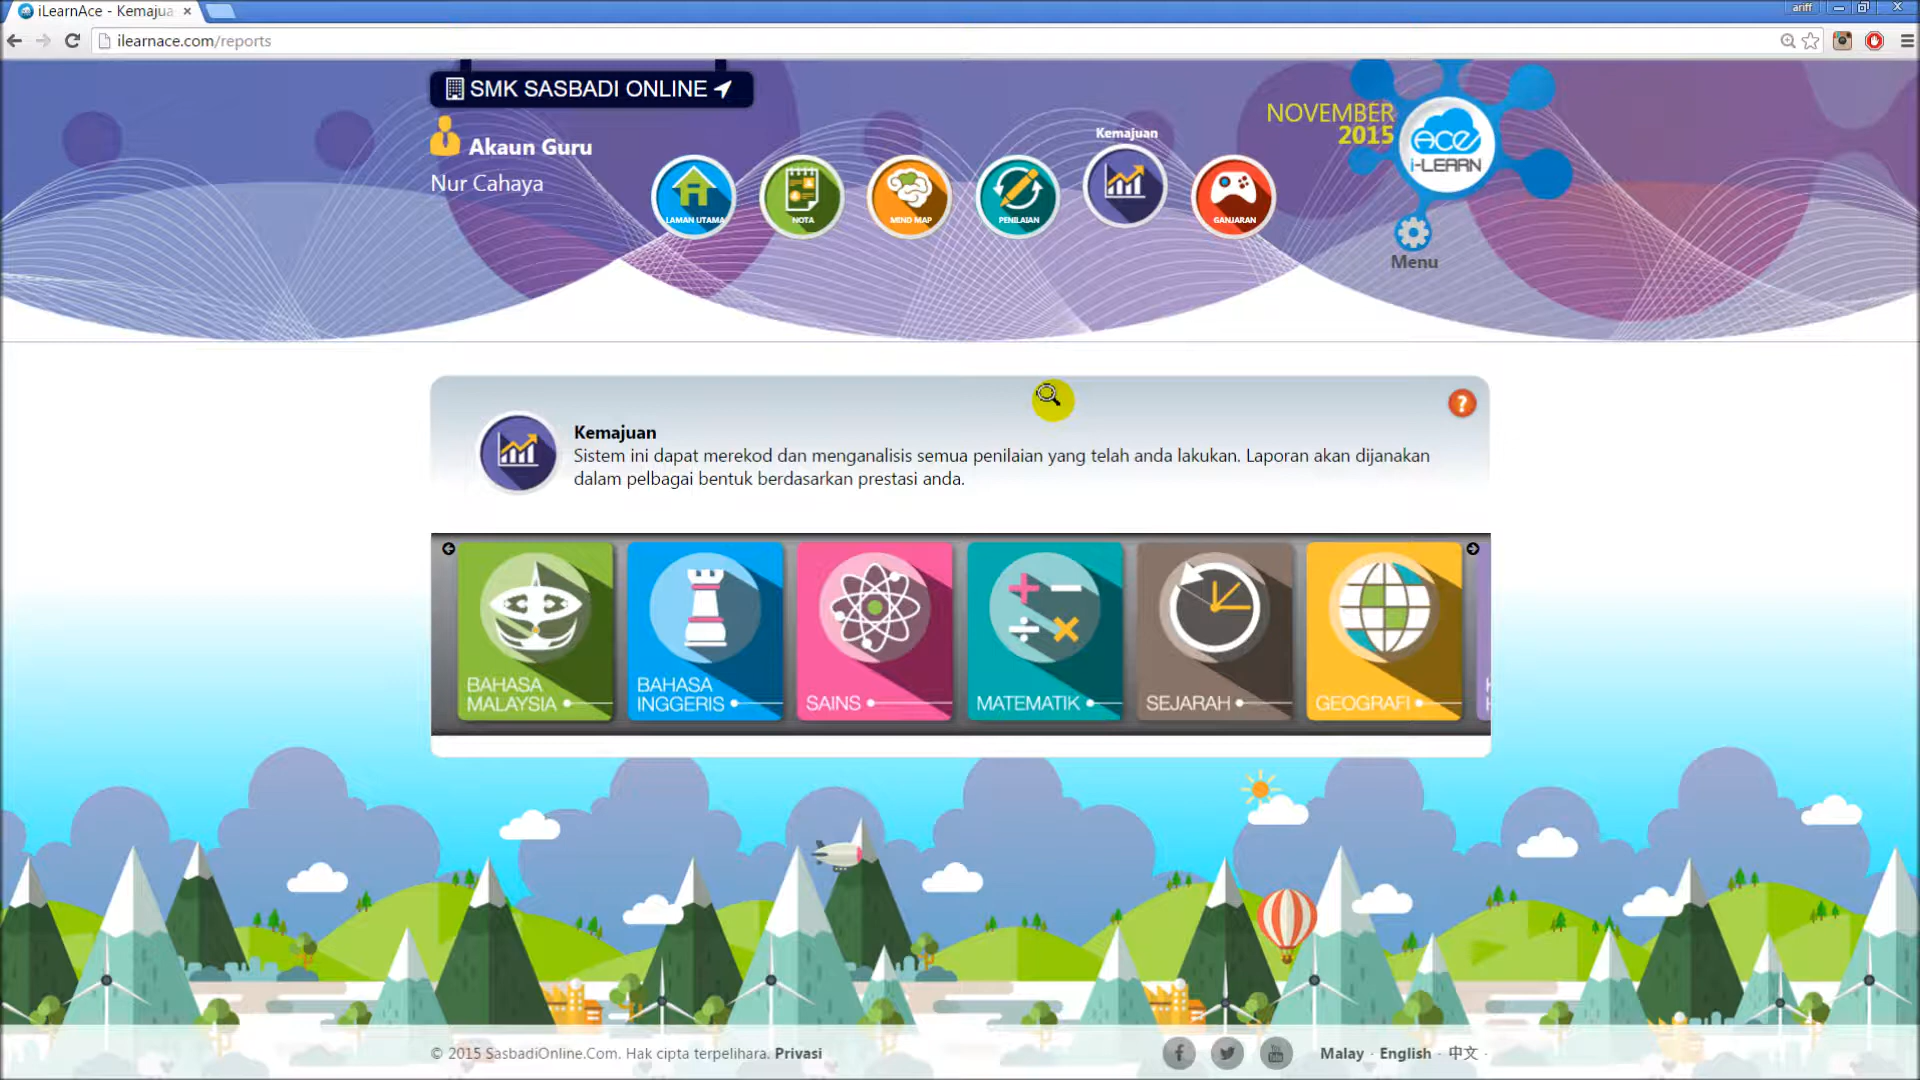 iLearnAce - Kemajua
ariff
ilearnace.com/reports
SMK SASBADI ONLINE
Akaun Guru
Nur Cahaya
LAMAN UTAMA
NOTA
MIND MAP
PENILAIAN
Kemajuan
GANJARAN
NOVEMBER
2015
ACE
i-LEARN
Menu
?
Kemajuan
Sistem ini dapat merekod dan menganalisis semua penilaian yang telah anda lakukan. Laporan akan dijanakan
dalam pelbagai bentuk berdasarkan prestasi anda.
BAHASA
MALAYSIA
BAHASA
INGGERIS
SAINS
MATEMATIK
SEJARAH
GEOGRAFI
© 2015 SasbadiOnline.Com. Hak cipta terpelihara. Privasi
Malay · English · 中文 ·